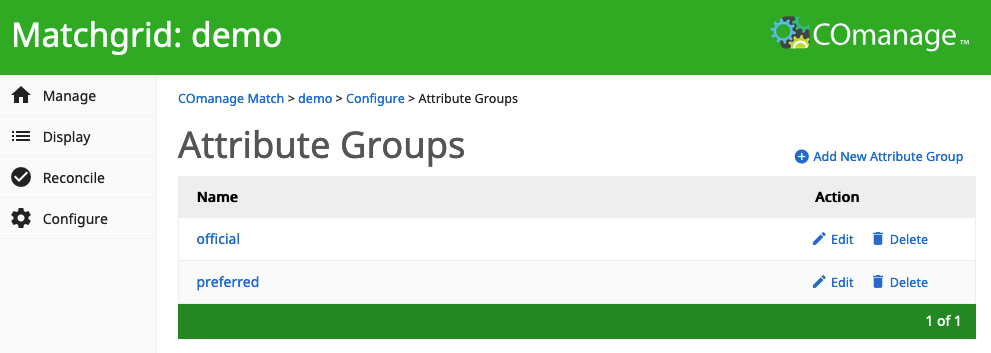 Matchgrid: demo
COmanage™
Manage
Display
Reconcile
Configure
COmanage Match > demo > Configure > Attribute Groups
Attribute Groups
Add New Attribute Group
Name Action
official Edit Delete
preferred Edit Delete
1 of 1